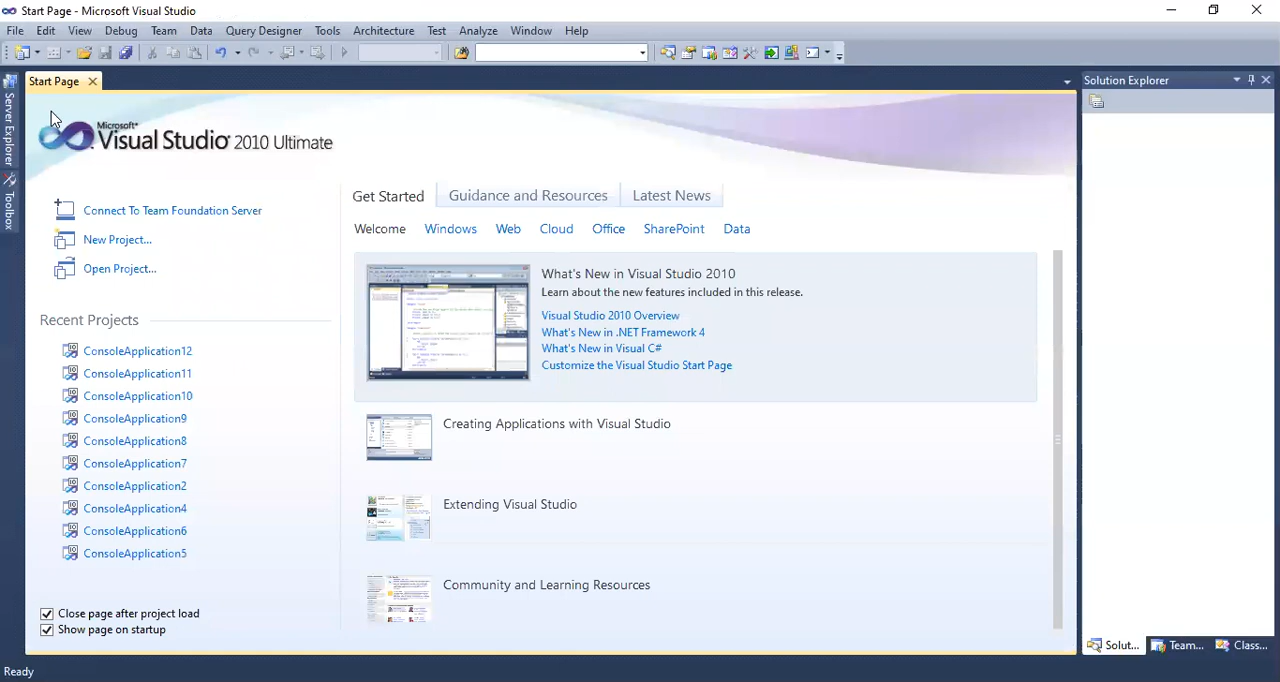 Start Page - Microsoft Visual Studio
File Edit View Debug Team Data Query Designer Tools Architecture Test Analyze Window Help
Start Page
Solution Explorer
Server Explorer
Toolbox
Microsoft
Visual Studio 2010 Ultimate
Connect To Team Foundation Server
New Project...
Open Project...
Recent Projects
ConsoleApplication12
ConsoleApplication11
ConsoleApplication10
ConsoleApplication9
ConsoleApplication8
ConsoleApplication7
ConsoleApplication2
ConsoleApplication4
ConsoleApplication6
ConsoleApplication5
Close page after project load
Show page on startup
Get Started Guidance and Resources Latest News
Welcome Windows Web Cloud Office SharePoint Data
What's New in Visual Studio 2010
Learn about the new features included in this release.
Visual Studio 2010 Overview
What's New in .NET Framework 4
What's New in Visual C#
Customize the Visual Studio Start Page
Creating Applications with Visual Studio
Extending Visual Studio
Community and Learning Resources
Solut... Team... Class...
Ready